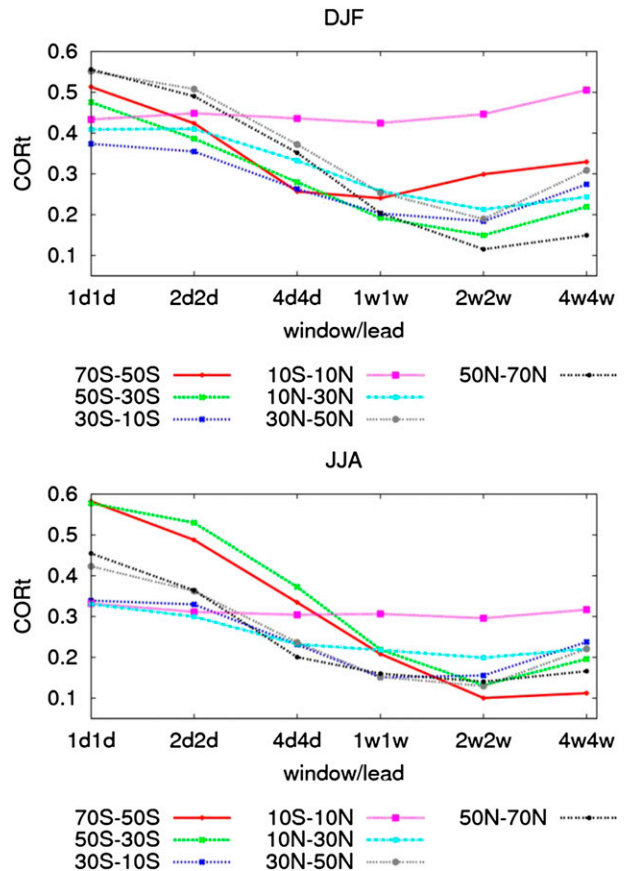 DJF
0.6
0.5
0.4
0.3
0.2
0.1
CORt
1d1d 2d2d 4d4d 1w1w 2w2w 4w4w
window/lead
70S-50S 10S-10N 50N-70N
50S-30S 10N-30N
30S-10S 30N-50N
JJA
0.6
0.5
0.4
0.3
0.2
0.1
CORt
1d1d 2d2d 4d4d 1w1w 2w2w 4w4w
window/lead
70S-50S 10S-10N 50N-70N
50S-30S 10N-30N
30S-10S 30N-50N